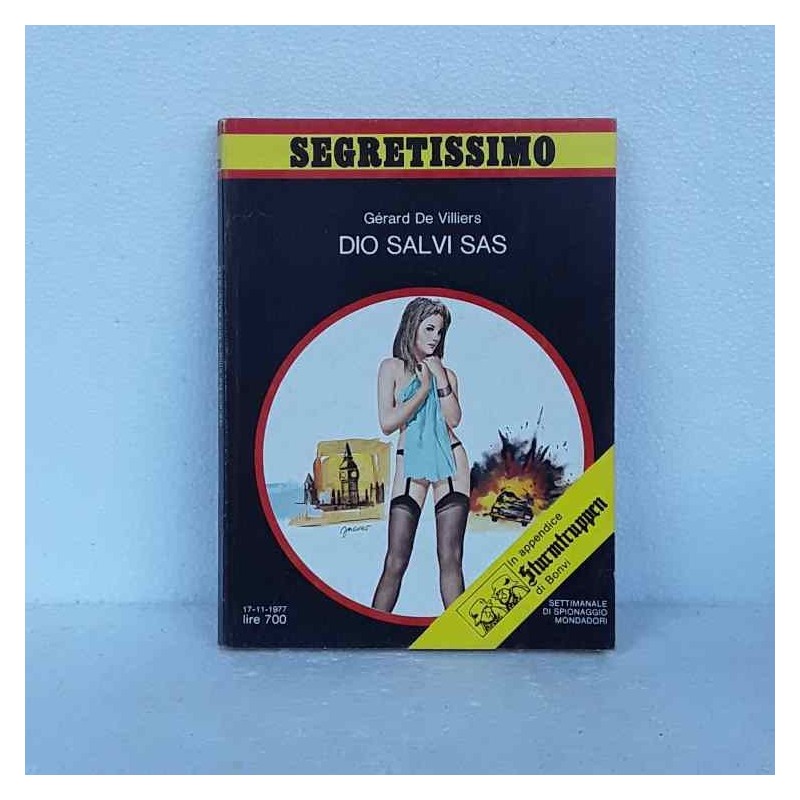 SEGRETISSIMO
Gérard De Villiers
DIO SALVI SAS
In appendice
Sturmtruppen
di Bonvi
17-11-1977
lire 700
SETTIMANALE
DI SPIONAGGIO
MONDADORI